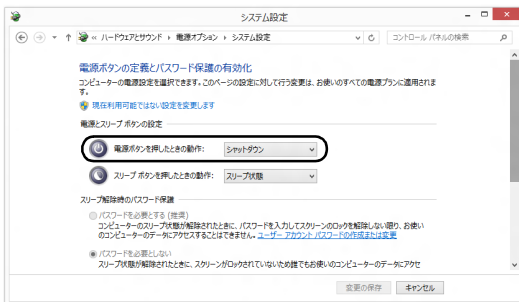 システム設定
« ハードウェアとサウンド ▸ 電源オプション ▸ システム設定
コントロール パネルの検索
電源ボタンの定義とパスワード保護の有効化
コンピューターの電源設定を選択できます。このページの設定に対して行う変更は、お使いのすべての電源プランに適用されま
す。
現在利用可能ではない設定を変更します
電源とスリープ ボタンの設定
電源ボタンを押したときの動作: シャットダウン
スリープ ボタンを押したときの動作: スリープ状態
スリープ解除時のパスワード保護
パスワードを必要とする (推奨)
コンピューターのスリープ状態が解除されたときに、パスワードを入力してスクリーンのロックを解除しない限り、お使い
のコンピューターのデータにアクセスすることはできません。ユーザー アカウント パスワードの作成または変更
パスワードを必要としない
スリープ状態が解除されたときに、スクリーンがロックされていないため誰でもお使いのコンピューターのデータにアクセ
変更の保存 キャンセル